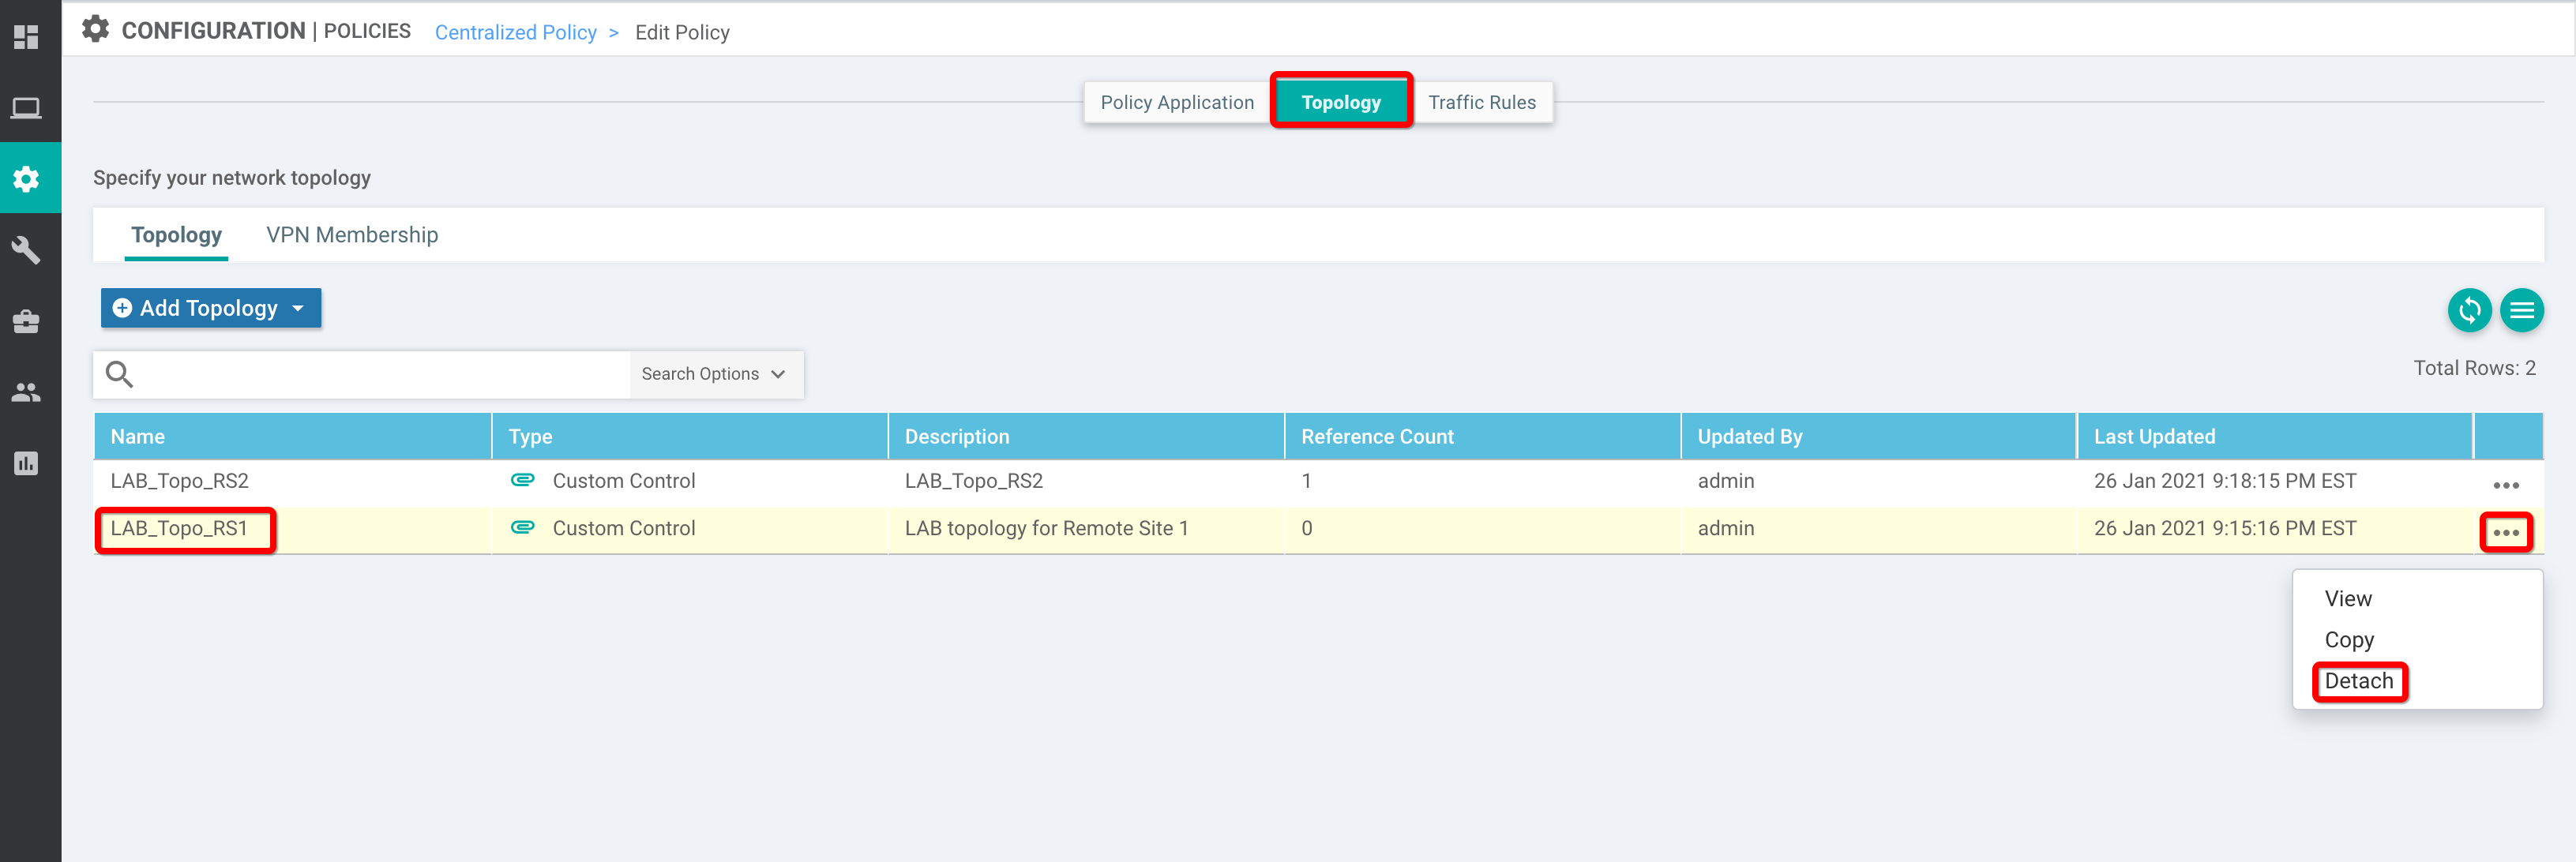 CONFIGURATION | POLICIES Centralized Policy > Edit Policy
Policy Application Topology Traffic Rules
Specify your network topology
Topology VPN Membership
Add Topology
Search Options
Total Rows: 2
Name Type Description Reference Count Updated By Last Updated
LAB_Topo_RS2 Custom Control LAB_Topo_RS2 1 admin 26 Jan 2021 9:18:15 PM EST
LAB_Topo_RS1 Custom Control LAB topology for Remote Site 1 0 admin 26 Jan 2021 9:15:16 PM EST
View
Copy
Detach